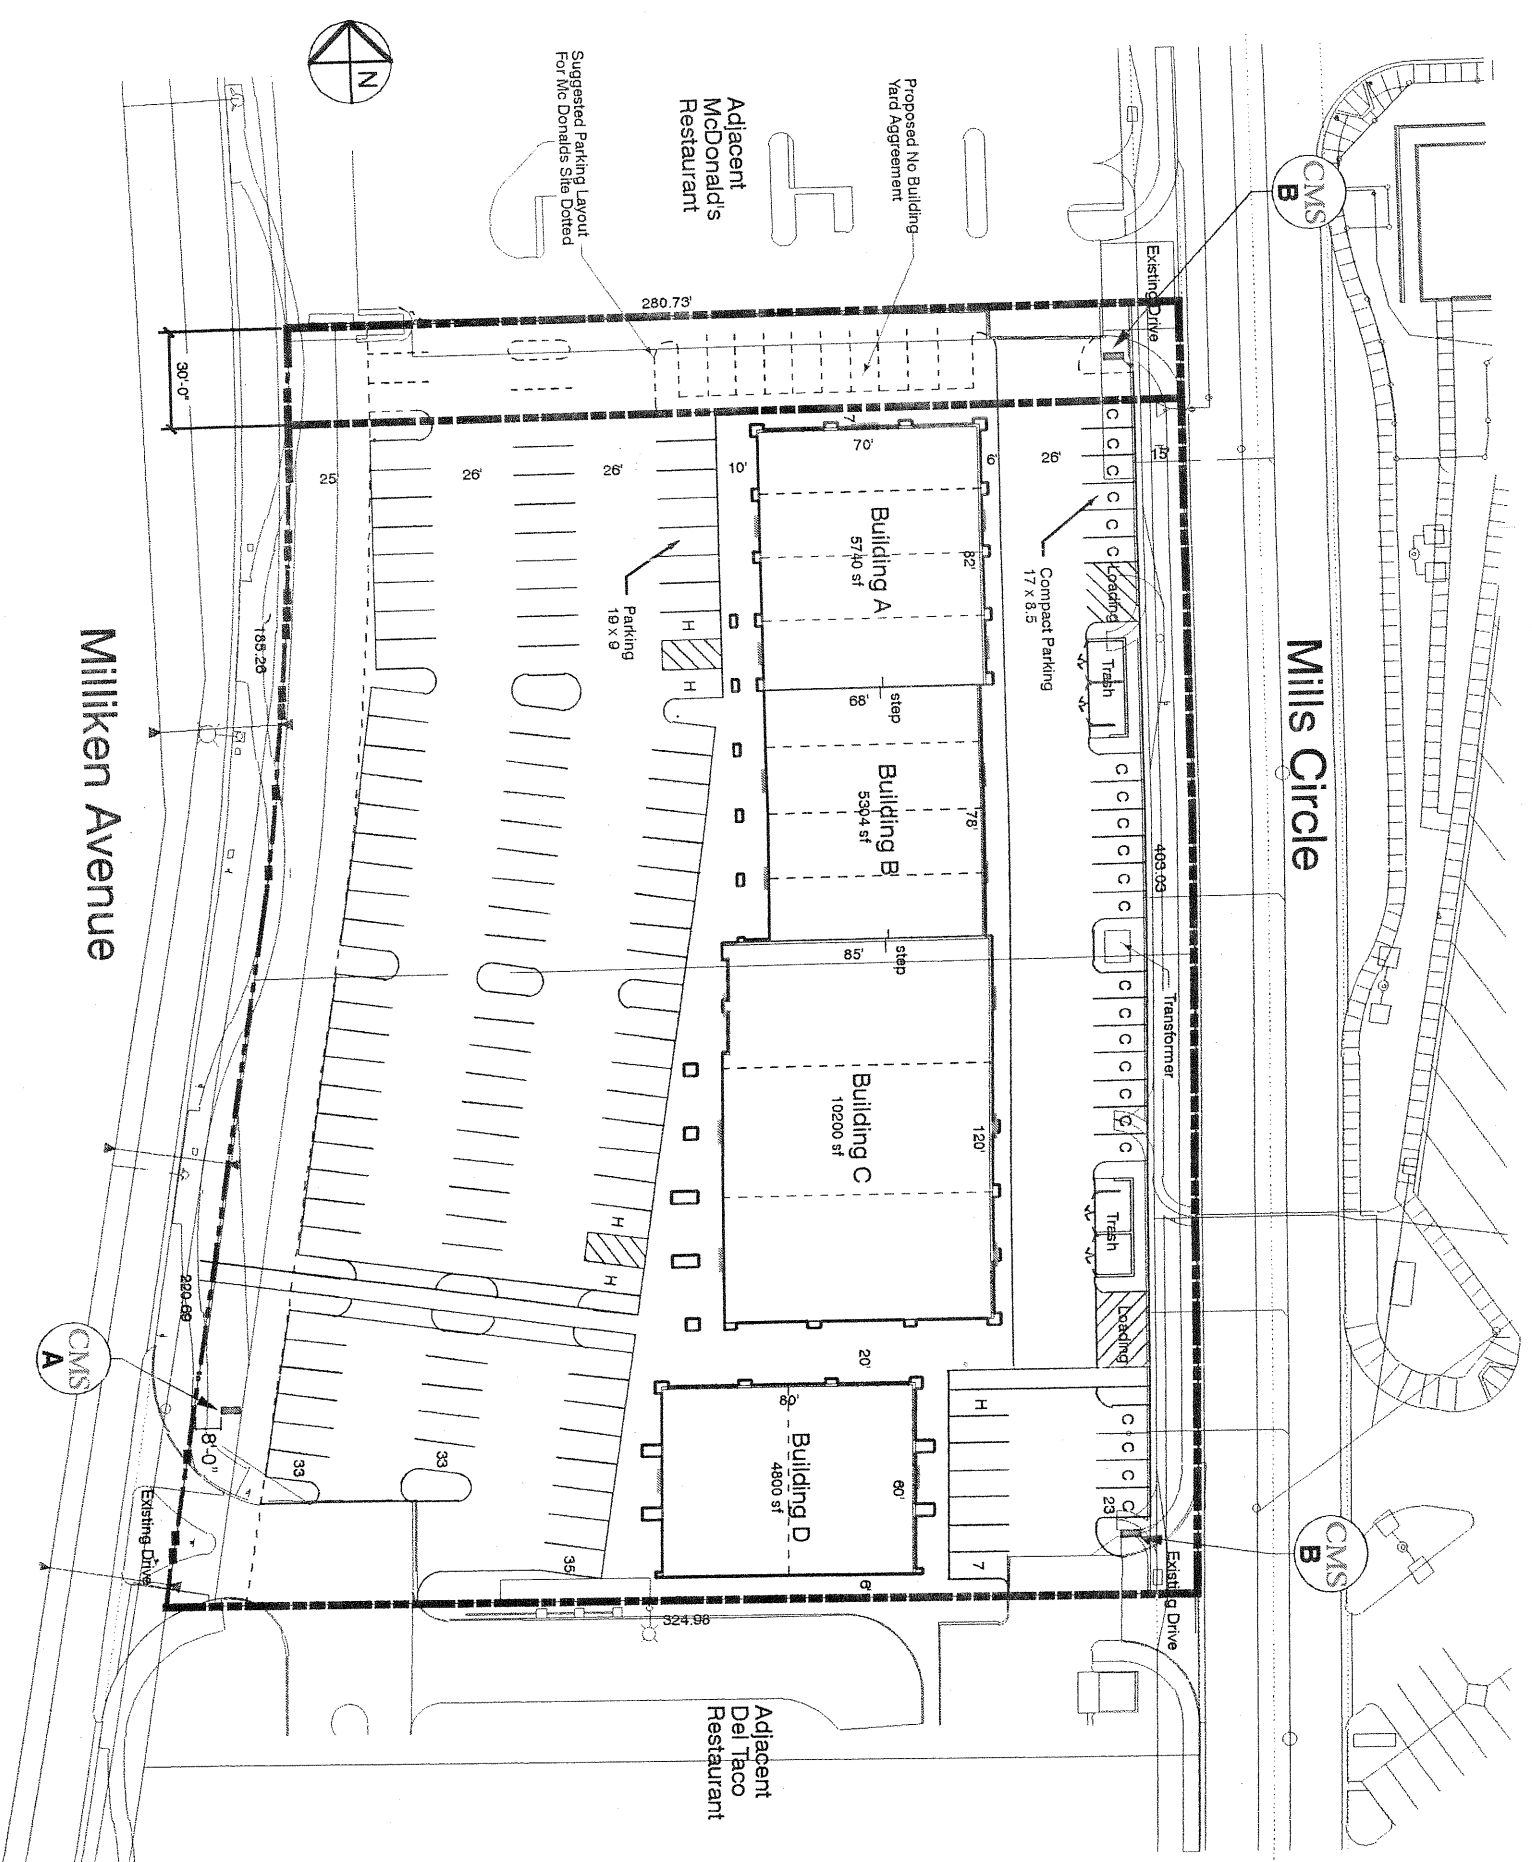 Mills Circle
CMS
B
CMS
B
Existing Drive
15'
403.03
Transformer
Existing Drive
C
C
C
C
C
C
Loading
Trash
C
C
C
C
C
C
C
C
C
C
C
C
C
Trash
Loading
C
C
C
C
23
Proposed No Building
Yard Aggreement
Adjacent
McDonald's
Restaurant
Suggested Parking Layout
For Mc Donalds Site Dotted
N
280.73'
30'-0"
26'
6'
Compact Parking
17 x 8.5
7'
70'
82'
Building A
5740 sf
step
68'
78'
Building B
5304 sf
step
85'
120'
Building C
10200 sf
20'
80'
60'
Building D
4800 sf
6'
H
7
10'
26'
26'
25'
Parking
19 x 9
H
H
H
H
35
33
33
185.26
220.69
8'-0"
Existing Drive
324.98
Adjacent
Del Taco
Restaurant
CMS
A
Milliken Avenue